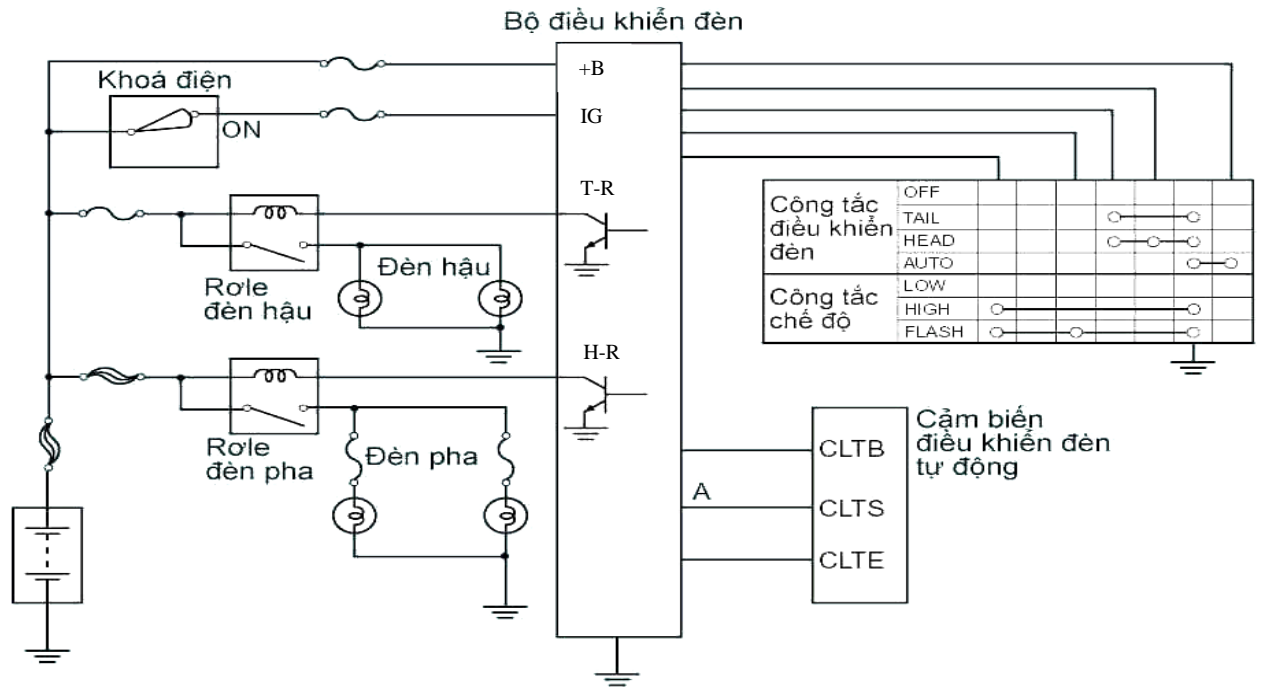 Bộ điều khiển đèn
+B
Khoá điện
ON
IG
T-R
Rơle
đèn hậu
Đèn hậu
H-R
Rơle
đèn pha
Đèn pha
Công tắc
điều khiển
đèn
OFF
TAIL
HEAD
AUTO
Công tắc
chế độ
LOW
HIGH
FLASH
A
CLTB
CLTS
CLTE
Cảm biến
điều khiển đèn
tự động